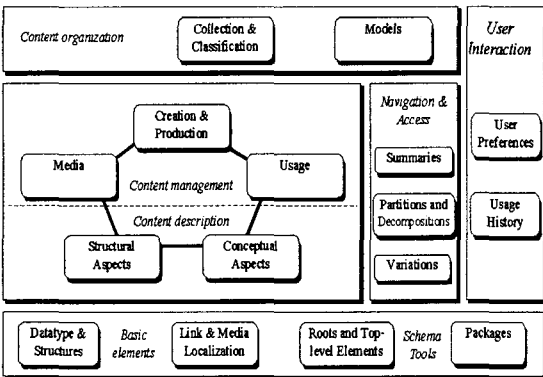 Content organization
Collection &
Classification
Models
User
Interaction
User
Preferences
Usage
History
Creation &
Production
Media
Usage
Content management
Content description
Structural
Aspects
Conceptual
Aspects
Navigation &
Access
Summaries
Partitions and
Decompositions
Variations
Datatype &
Structures
Basic
elements
Link & Media
Localization
Roots and Top-
level Elements
Schema
Tools
Packages